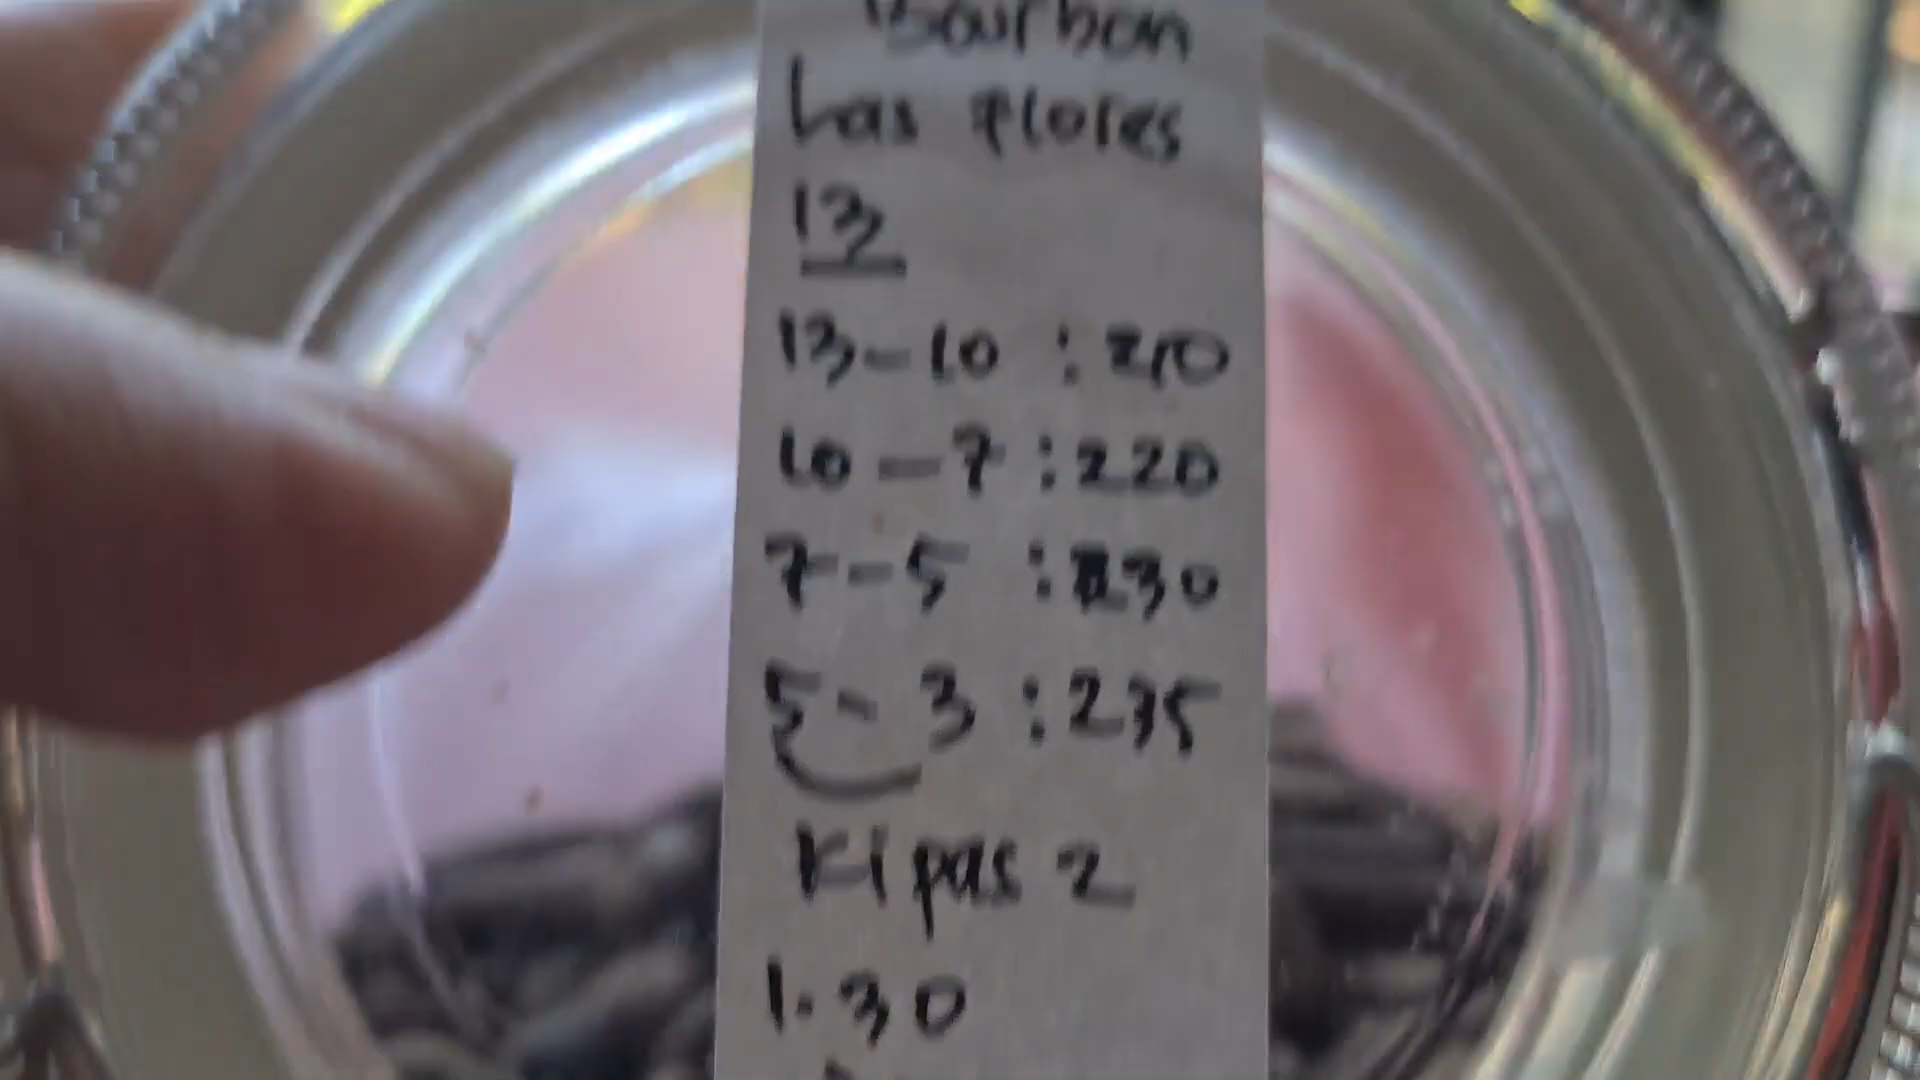 Bourbon
Las flores
13
13-10 : 210
10-7 : 220
7-5 : 230
5-3 : 235
Kipas 2
1.30